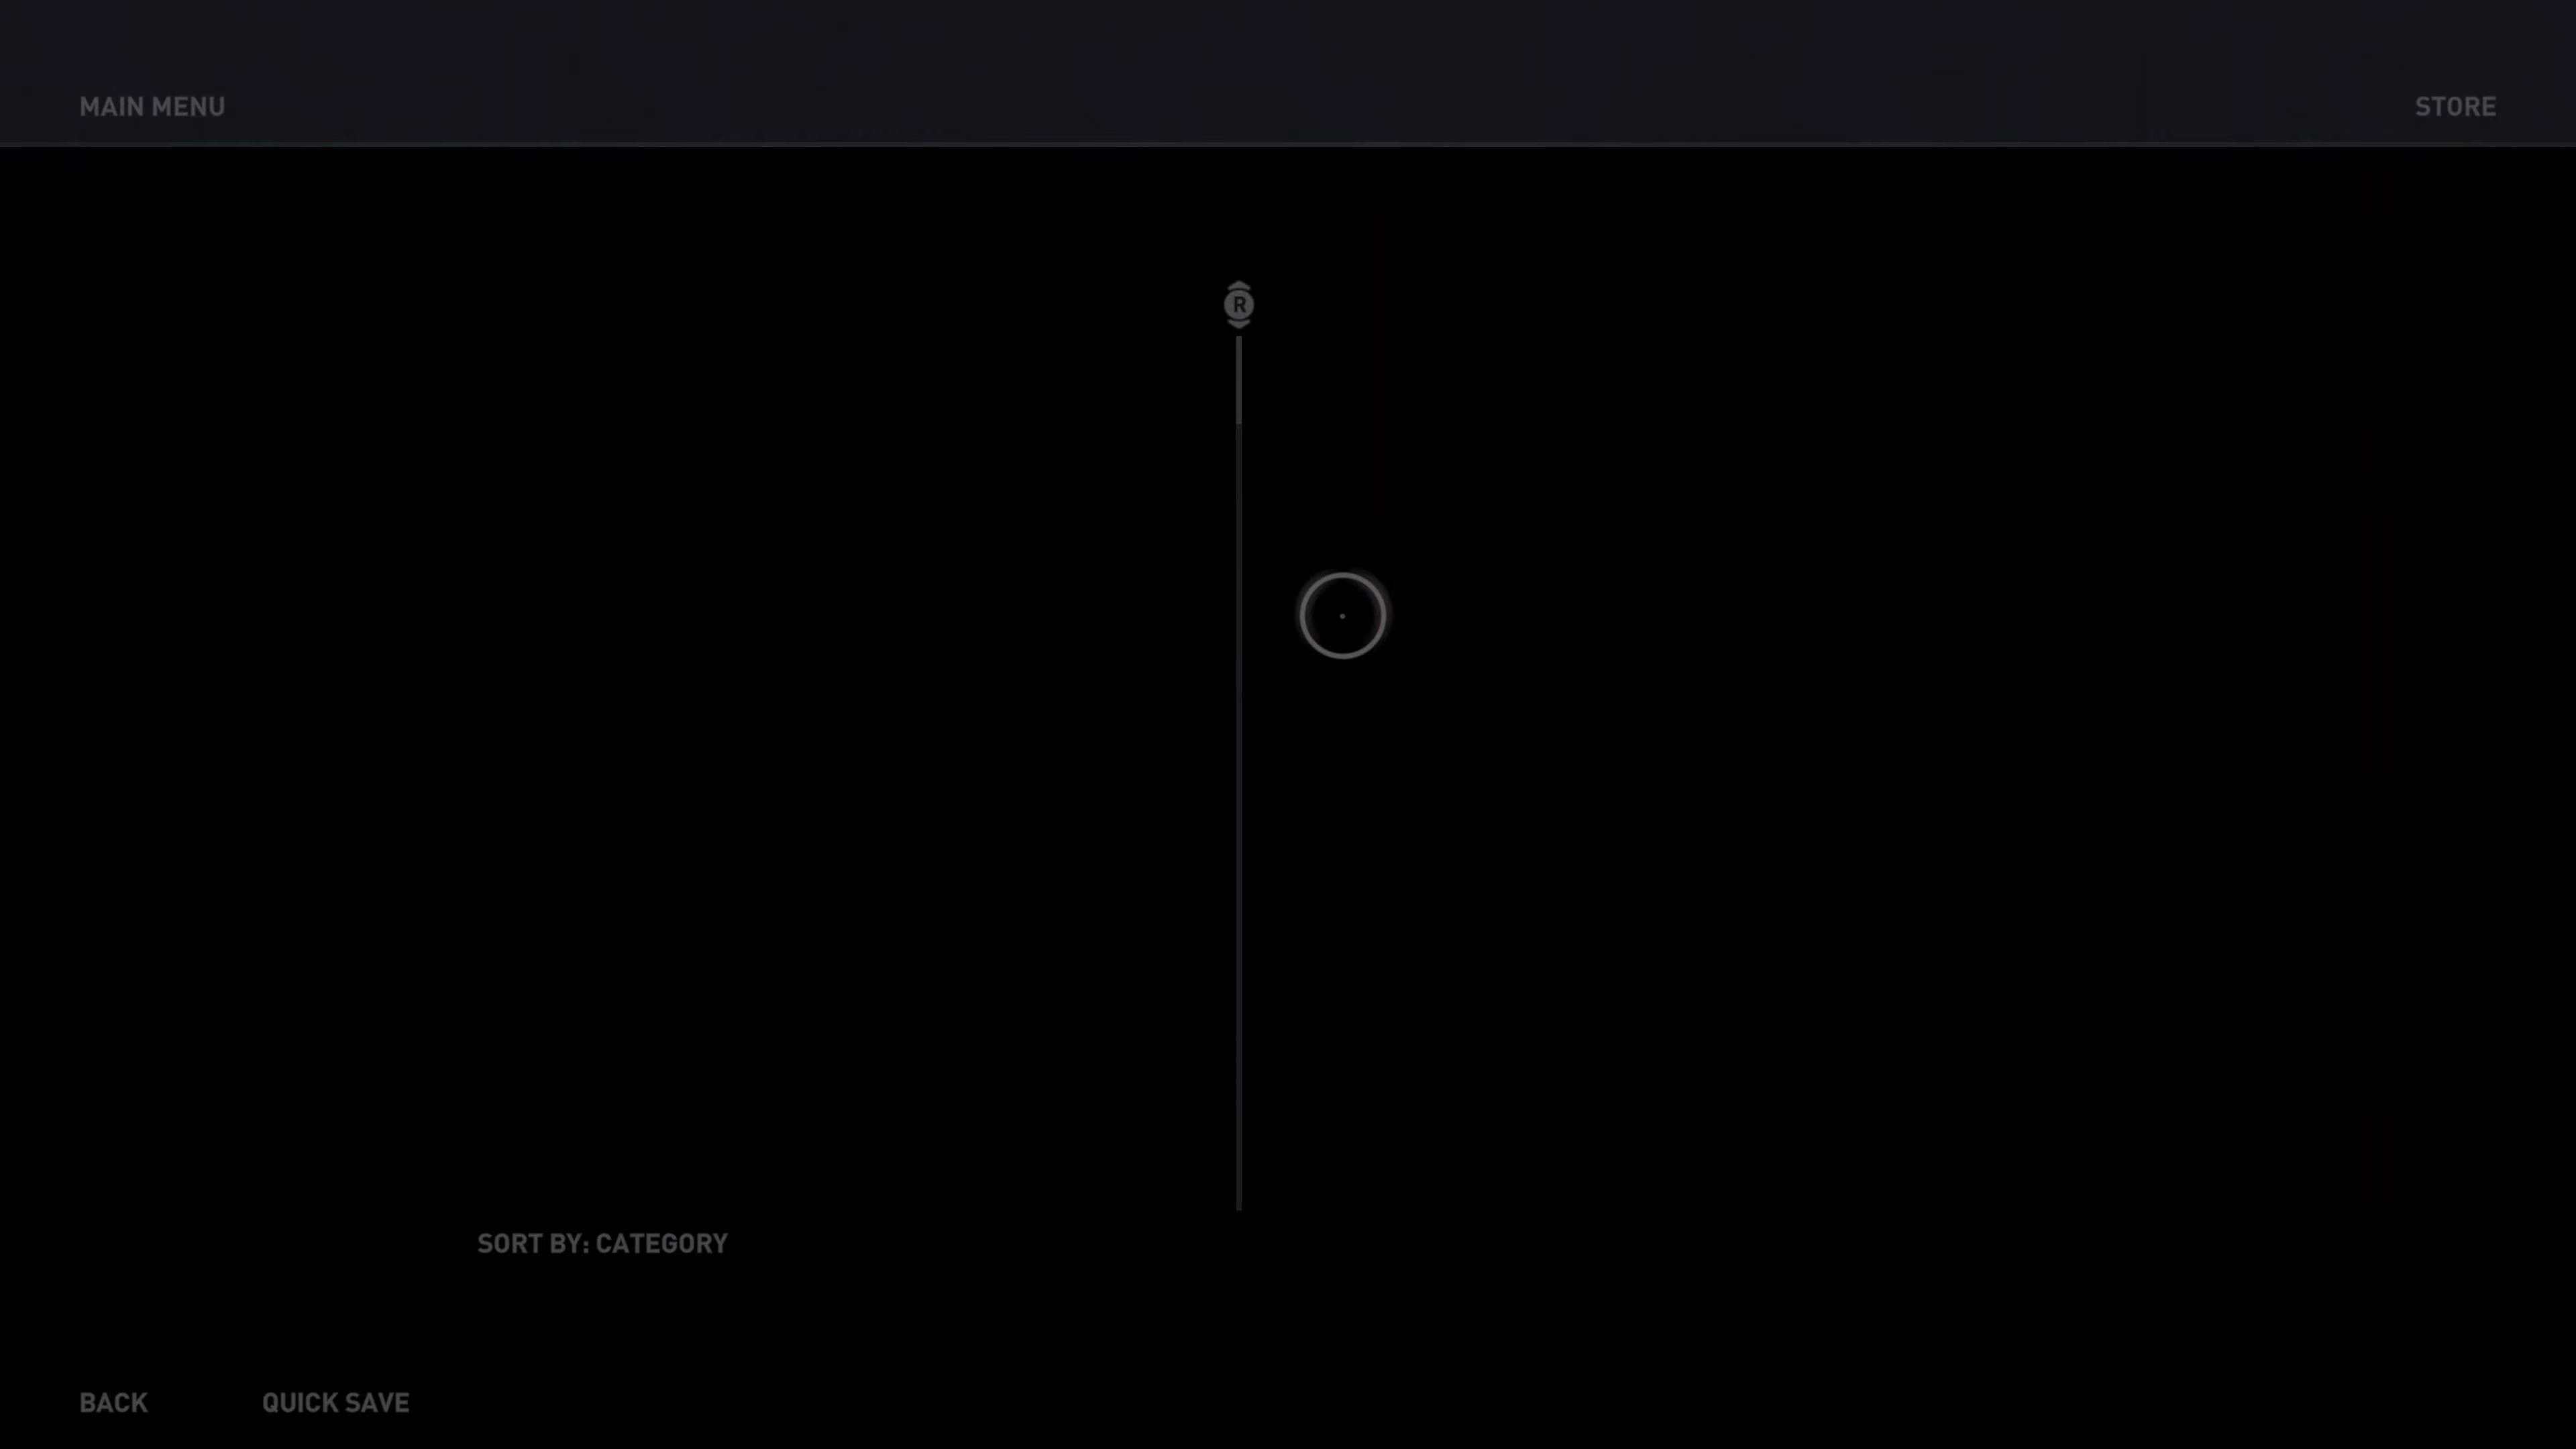 MAIN MENU
STORE
R
SORT BY: CATEGORY
BACK
QUICK SAVE